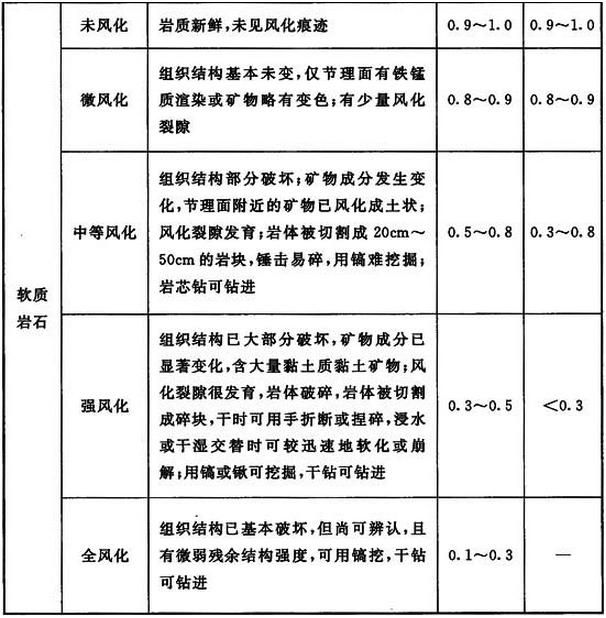 软质
岩石
未风化
岩质新鲜,未见风化痕迹
0.9～1.0
0.9～1.0
微风化
组织结构基本未变,仅节理面有铁锰
质渲染或矿物略有变色;有少量风化
裂隙
0.8～0.9
0.8～0.9
中等风化
组织结构部分破坏;矿物成分发生变
化,节理面附近的矿物已风化成土状;
风化裂隙发育;岩体被切割成 20cm～
50cm的岩块,锤击易碎,用镐难挖掘;
岩芯钻可钻进
0.5～0.8
0.3～0.8
强风化
组织结构已大部分破坏,矿物成分已
显著变化,含大量黏土质黏土矿物;风
化裂隙很发育,岩体破碎,岩体被切割
成碎块,干时可用手折断或捏碎,浸水
或干湿交替时可较迅速地软化或崩
解;用镐或锹可挖掘,干钻可钻进
0.3～0.5
<0.3
全风化
组织结构已基本破坏,但尚可辨认,且
有微弱残余结构强度,可用镐挖,干钻
可钻进
0.1～0.3
—